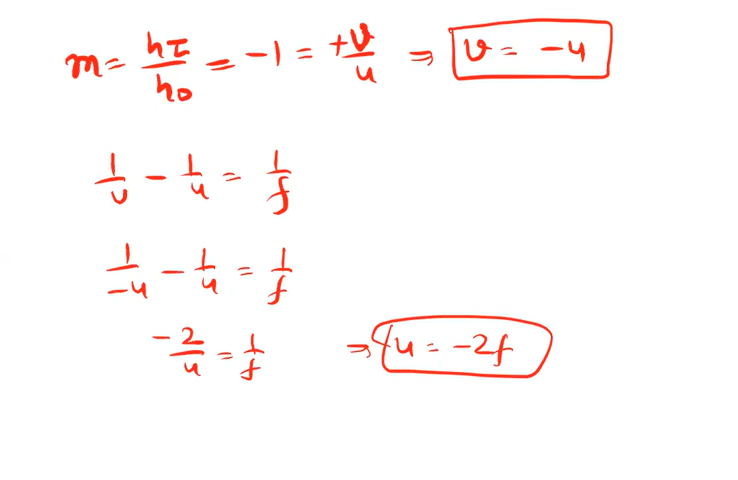 m = hI/ho = -1 = +v/u ⇒ v = -u
1/v - 1/u = 1/f
1/-u - 1/u = 1/f
-2/u = 1/f ⇒ u = -2f